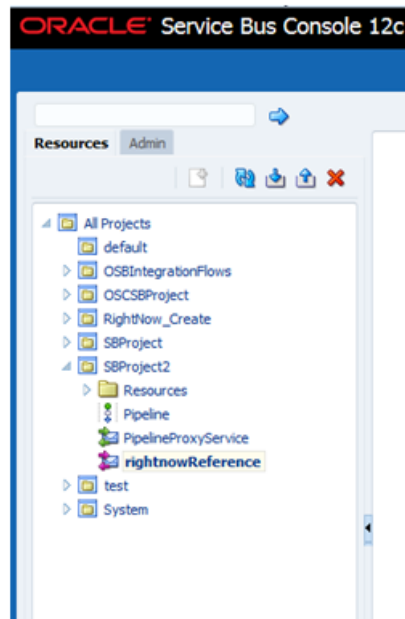 ORACLE Service Bus Console 12c
Resources Admin
All Projects
default
OSBIntegrationFlows
OSCSBProject
RightNow_Create
SBProject
SBProject2
Resources
Pipeline
PipelineProxyService
rightnowReference
test
System